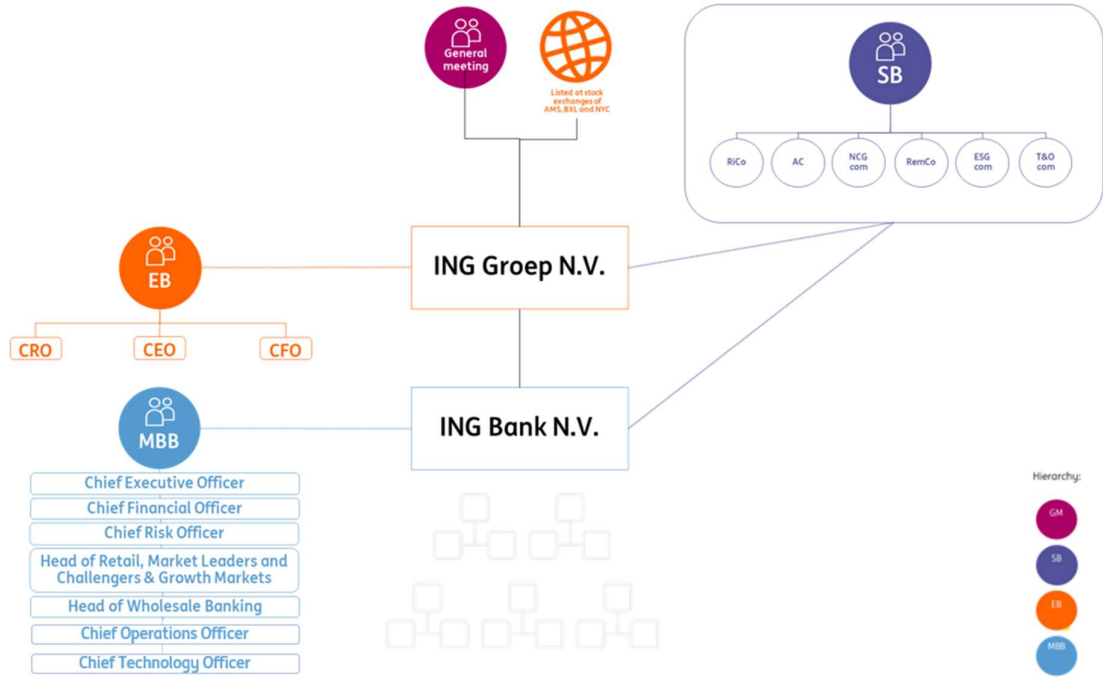 General
meeting
Listed at stock
exchanges of
AMS, BXL and NYC
SB
RiCo
AC
NCG
com
RemCo
ESG
com
T&O
com
ING Groep N.V.
EB
CRO
CEO
CFO
ING Bank N.V.
MBB
Chief Executive Officer
Chief Financial Officer
Chief Risk Officer
Head of Retail, Market Leaders and
Challengers & Growth Markets
Head of Wholesale Banking
Chief Operations Officer
Chief Technology Officer
Hierarchy:
GM
SB
EB
MBB